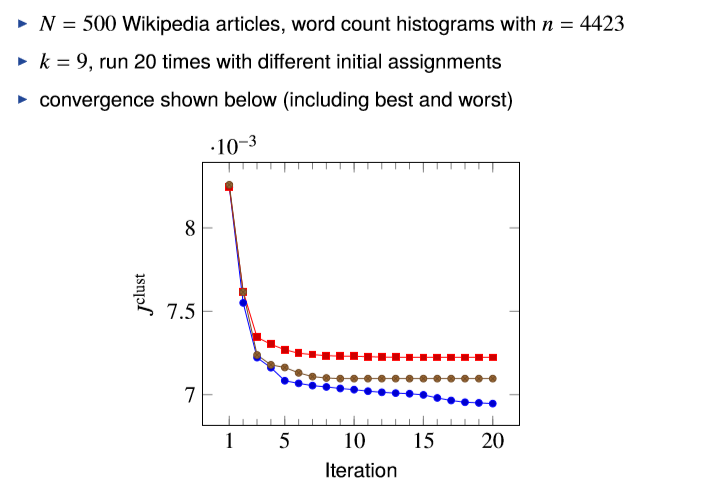 ▶ N = 500 Wikipedia articles, word count histograms with n = 4423
▶ k = 9, run 20 times with different initial assignments
▶ convergence shown below (including best and worst)
·10⁻³
8
7.5
7
J^clust
1 5 10 15 20
Iteration